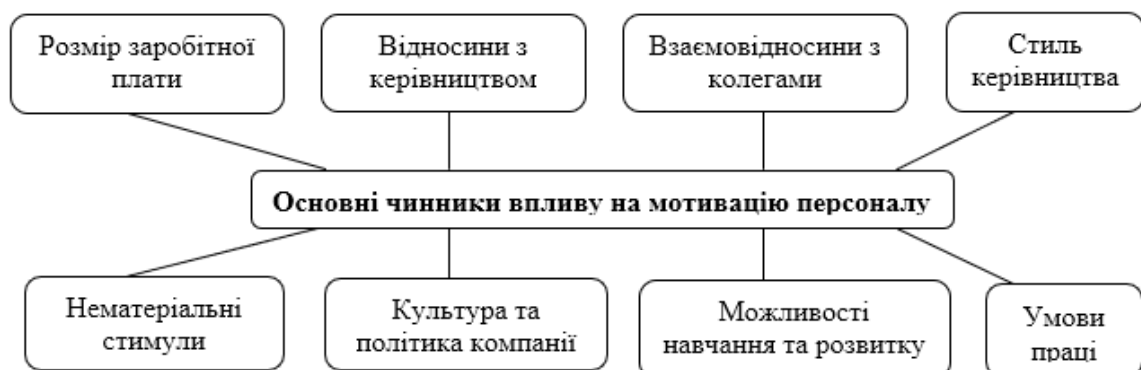 Розмір заробітної
плати
Відносини з
керівництвом
Взаємовідносини з
колегами
Стиль
керівництва
Основні чинники впливу на мотивацію персоналу
Нематеріальні
стимули
Культура та
політика компанії
Можливості
навчання та розвитку
Умови
праці